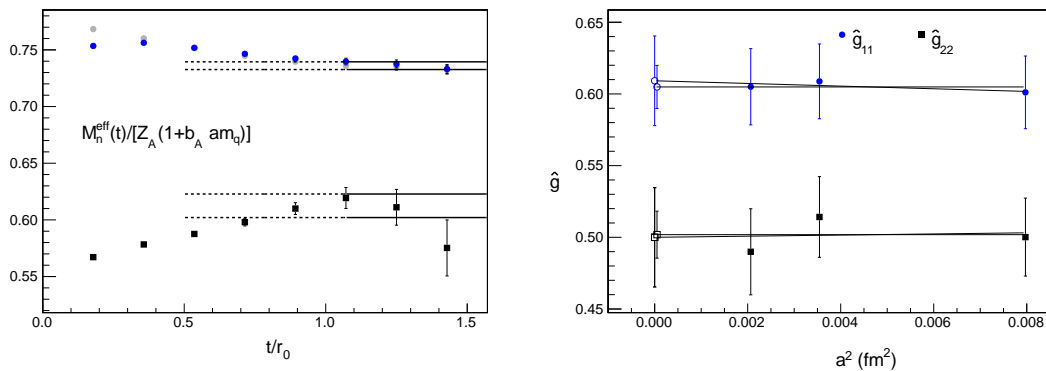 0.75
0.70
0.65
0.60
0.55
M_n^eff(t)/[Z_A(1+b_A am_q)]
0.0 0.5 1.0 1.5
t/r_0
0.65
0.60
0.55
0.50
0.45
ĝ
ĝ_11 ĝ_22
0.000 0.002 0.004 0.006 0.008
a^2 (fm^2)